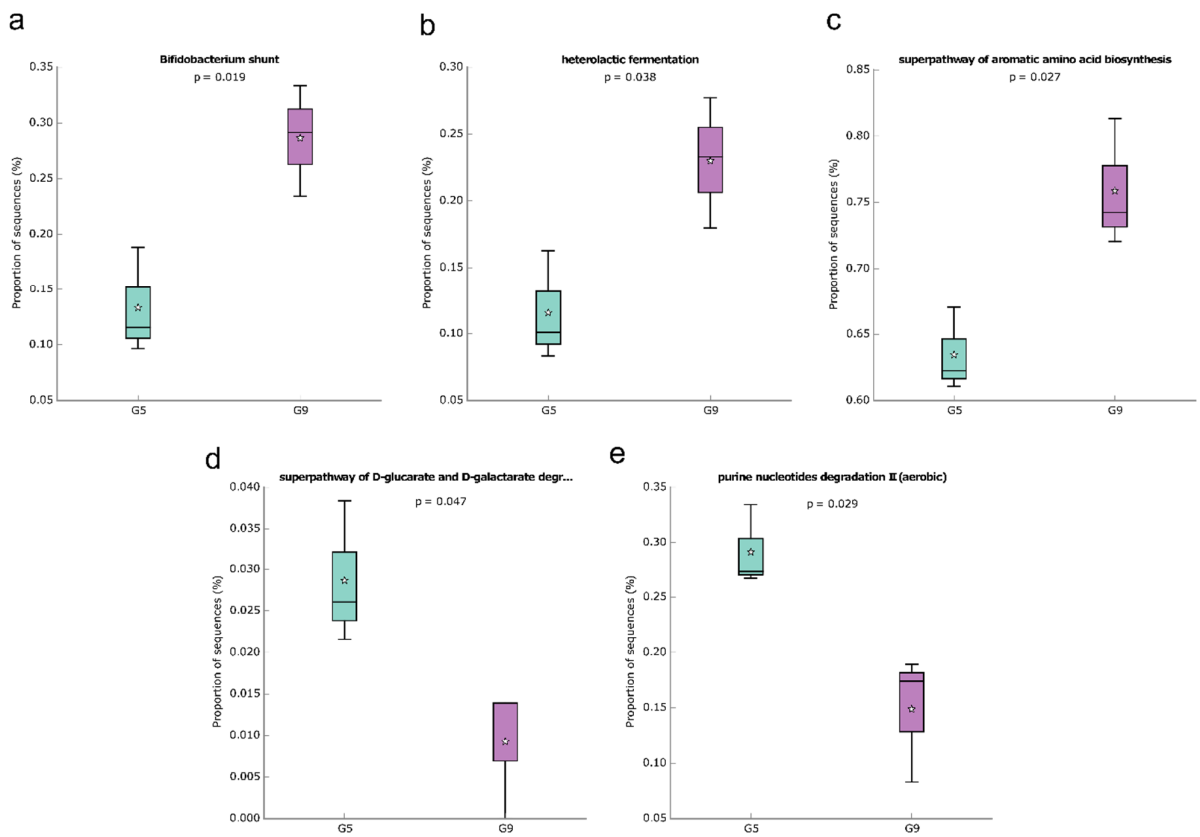 a
Bifidobacterium shunt
p = 0.019
Proportion of sequences (%)
0.35
0.30
0.25
0.20
0.15
0.10
0.05
G5
G9
b
heterolactic fermentation
p = 0.038
Proportion of sequences (%)
0.30
0.25
0.20
0.15
0.10
0.05
G5
G9
c
superpathway of aromatic amino acid biosynthesis
p = 0.027
Proportion of sequences (%)
0.85
0.80
0.75
0.70
0.65
0.60
G5
G9
d
superpathway of D-glucarate and D-galactarate degr...
p = 0.047
Proportion of sequences (%)
0.040
0.035
0.030
0.025
0.020
0.015
0.010
0.005
0.000
G5
G9
e
purine nucleotides degradation II (aerobic)
p = 0.029
Proportion of sequences (%)
0.35
0.30
0.25
0.20
0.15
0.10
0.05
G5
G9